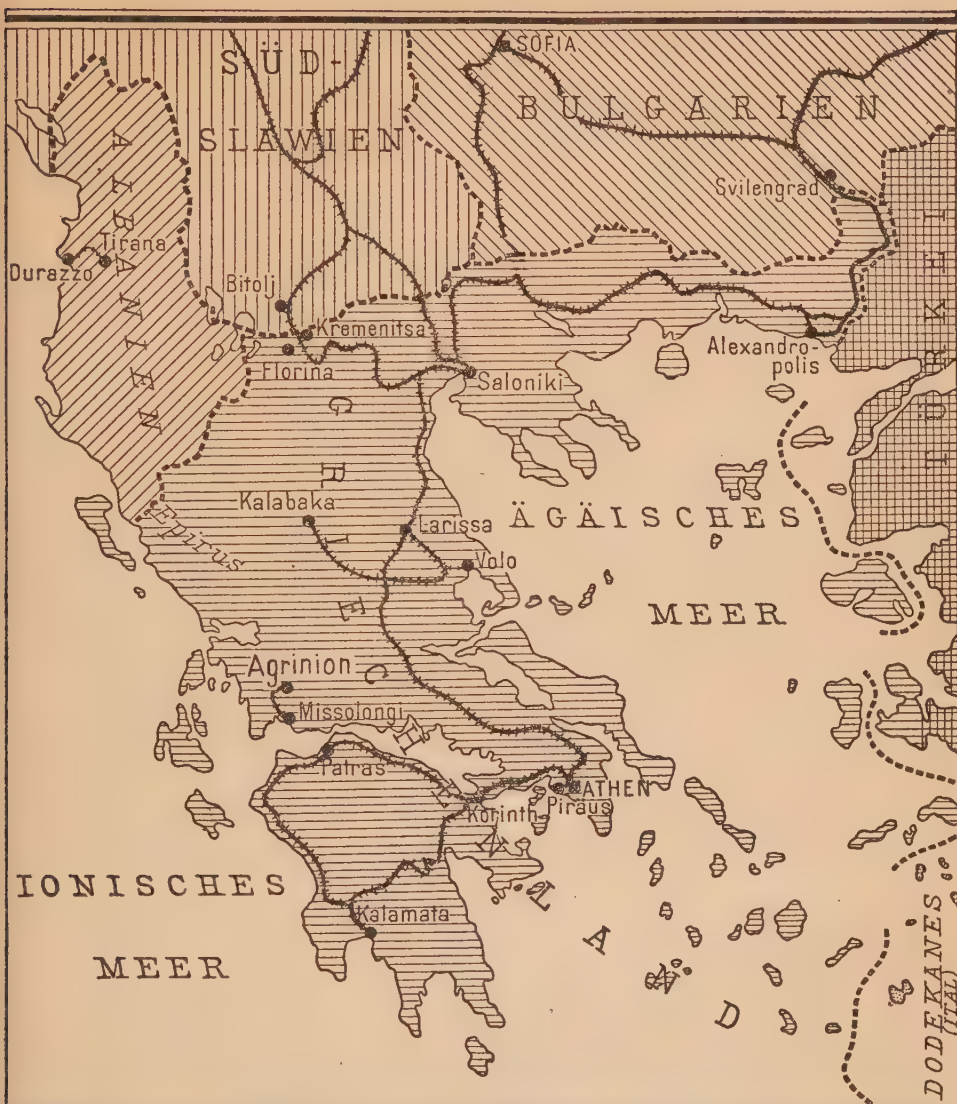 SÜD-
SLAWIEN
SOFIA
BULGARIEN
Svilengrad
ALBANIEN
Tirana
Durazzo
Bitolj
Kremenitsa
Florina
Saloniki
Alexandro-
polis
TÜRKEI
GRIECHENLAND
Kalabaka
Epirus
Larissa
Volo
ÄGÄISCHES
MEER
Agrinion
Missolongi
Patras
Korinth
ATHEN
Piräus
IONISCHES
MEER
Kalamata
DODEKANES
(ITAL)